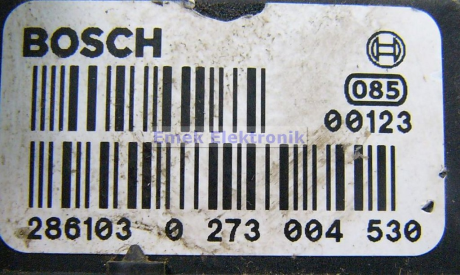 BOSCH
085
00123
Emek Elektronik
286103 0 273 004 530